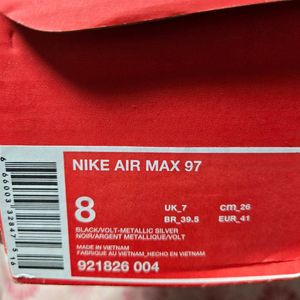 NIKE AIR MAX 97
8
UK_7 cm_26
BR_39.5 EUR_41
BLACK/VOLT-METALLIC SILVER
NOIR/ARGENT METALLIQUE/VOLT
MADE IN VIETNAM
FABRIQUE AU VIETNAM_HECHO EN VIETNAM
921826 004